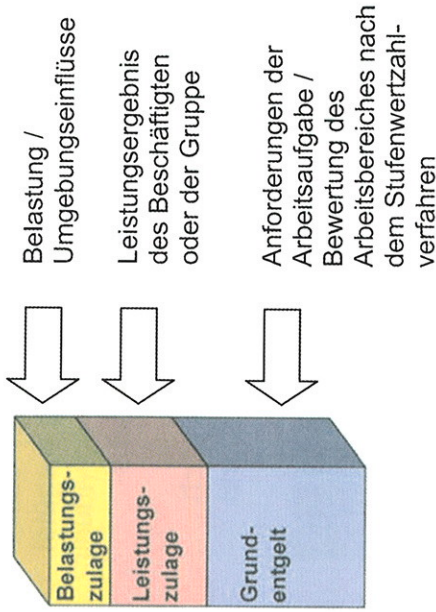 Belastungs-
zulage
Leistungs-
zulage
Grund-
entgelt
Belastung /
Umgebungseinflüsse
Leistungsergebnis
des Beschäftigten
oder der Gruppe
Anforderungen der
Arbeitsaufgabe /
Bewertung des
Arbeitsbereiches nach
dem Stufenwertzahl-
verfahren